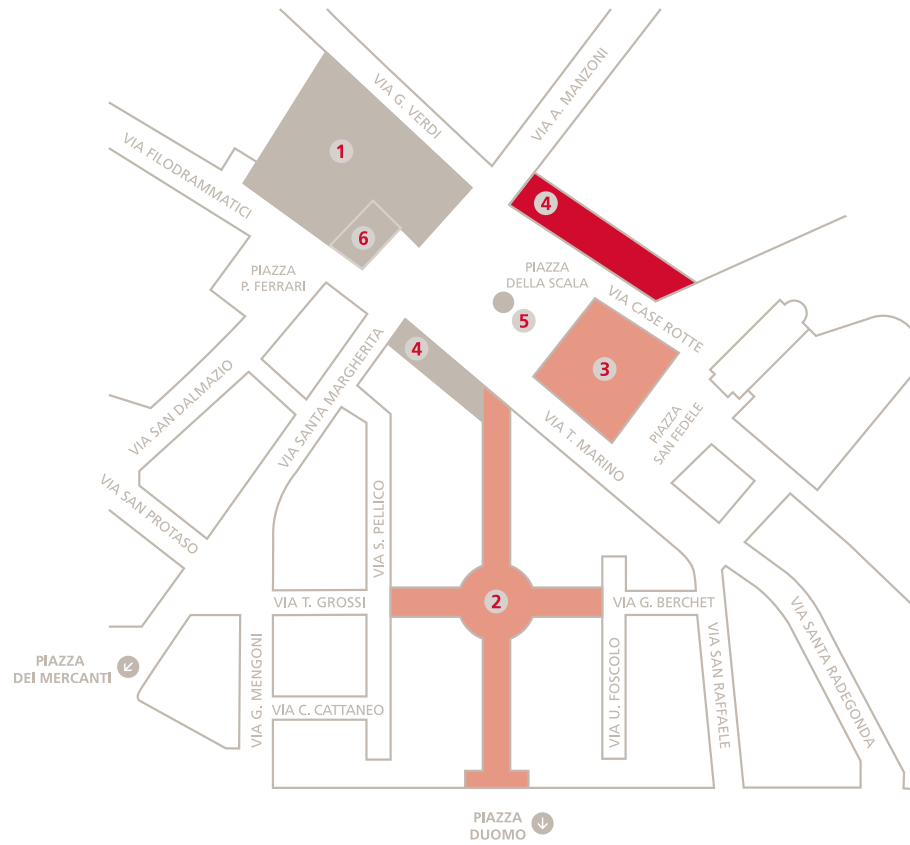 VIA G. VERDI
VIA A. MANZONI
VIA FILODRAMMATICI
1
4
6
PIAZZA
P. FERRARI
PIAZZA
DELLA SCALA
5
VIA CASE ROTTE
4
3
VIA SANTA MARGHERITA
VIA SAN DALMAZIO
VIA T. MARINO
PIAZZA
SAN FEDELE
VIA SAN PROTASO
VIA S. PELLICO
2
VIA T. GROSSI
VIA G. BERCHET
PIAZZA
DEI MERCANTI
VIA G. MENGONI
VIA C. CATTANEO
VIA U. FOSCOLO
VIA SAN RAFFAELE
VIA SANTA RADEGONDA
PIAZZA
DUOMO